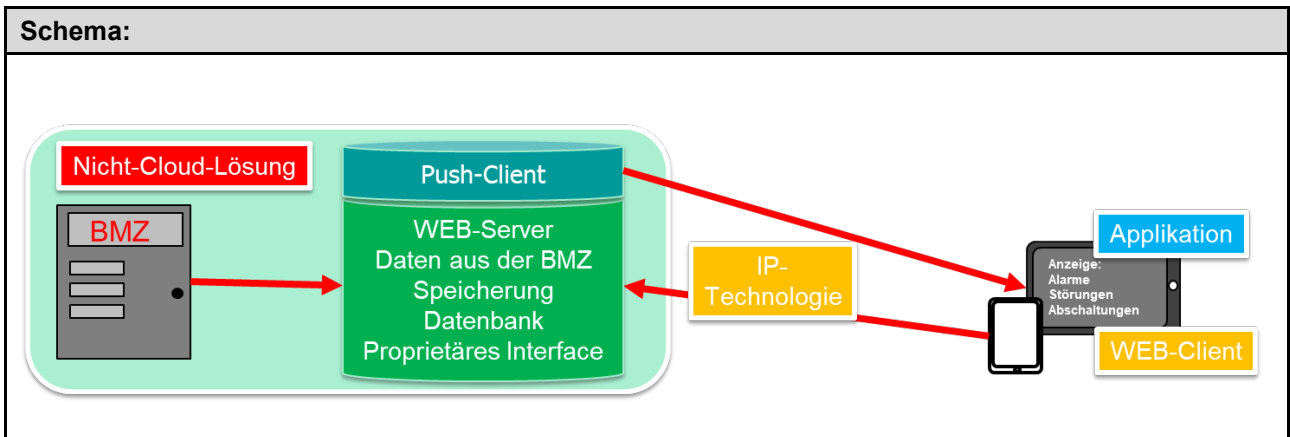 Schema:
Nicht-Cloud-Lösung
BMZ
Push-Client
WEB-Server
Daten aus der BMZ
Speicherung
Datenbank
Proprietäres Interface
IP-
Technologie
Applikation
Anzeige:
Alarme
Störungen
Abschaltungen
WEB-Client